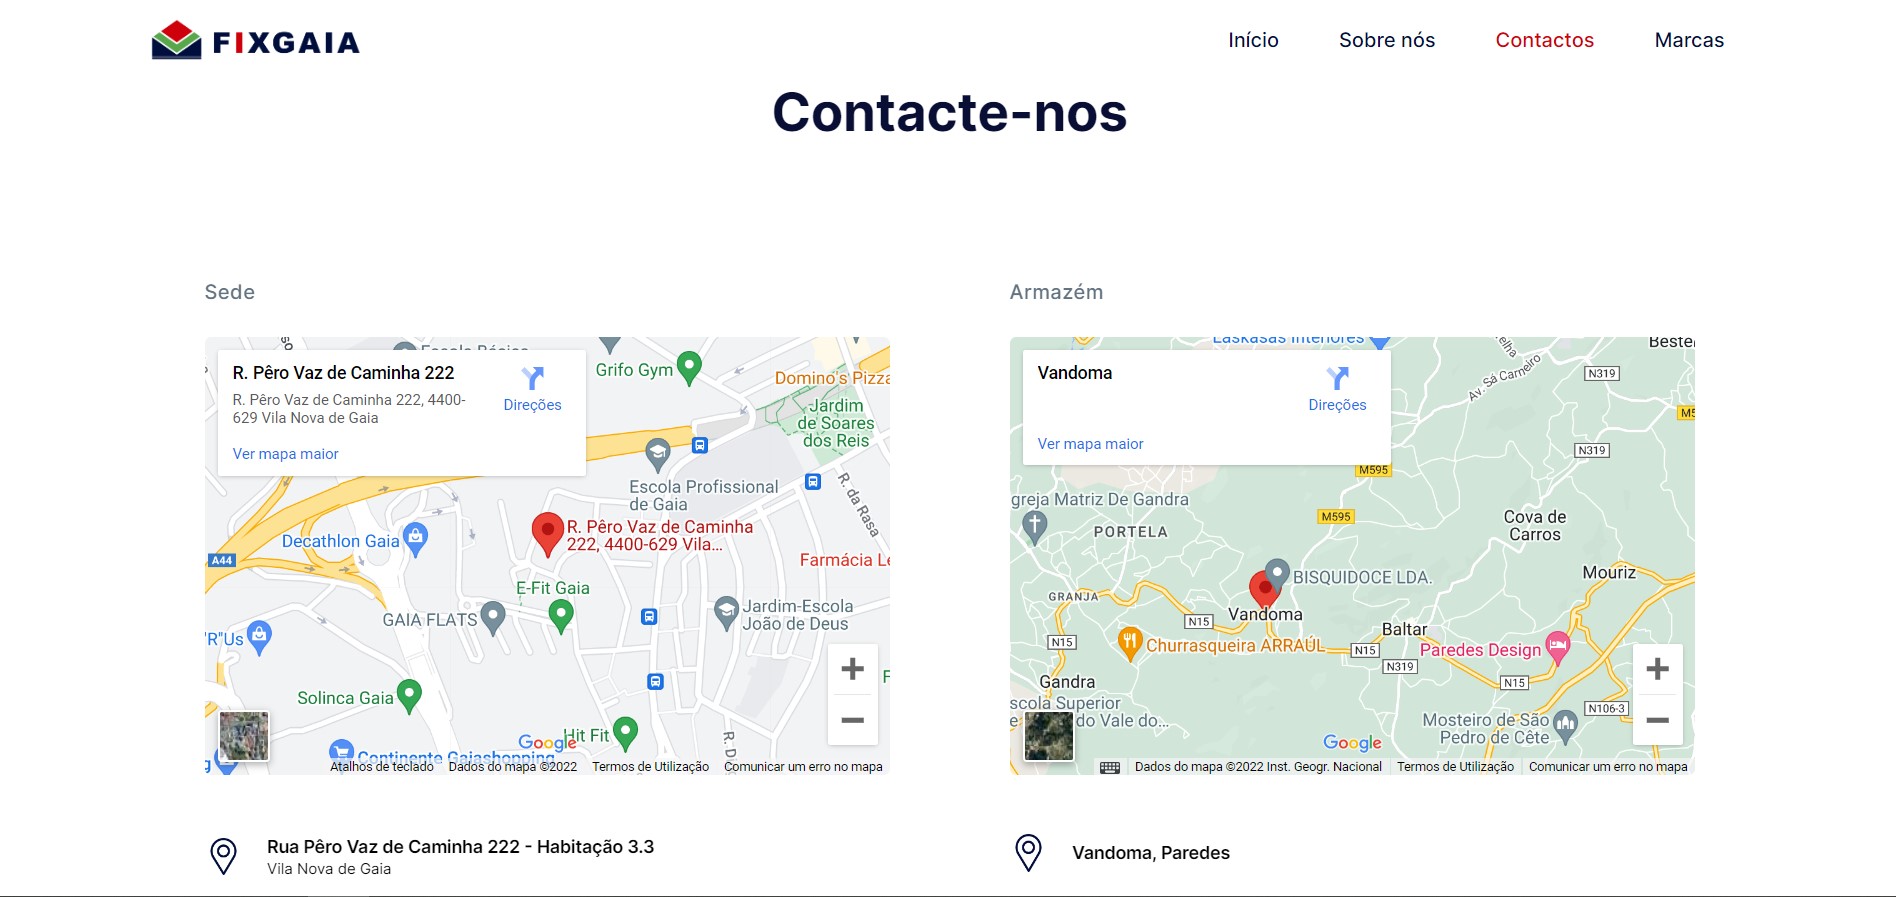 FIXGAIA
Início
Sobre nós
Contactos
Marcas
Contacte-nos
Sede
R. Pêro Vaz de Caminha 222
R. Pêro Vaz de Caminha 222, 4400-
629 Vila Nova de Gaia
Direções
Ver mapa maior
Grifo Gym
Domino's Pizza
Jardim
de Soares
dos Reis
Escola Profissional
de Gaia
R. da Rasa
R. Pêro Vaz de Caminha
222, 4400-629 Vila...
Decathlon Gaia
A44
Farmácia
E-Fit Gaia
GAIA FLATS
Jardim-Escola
João de Deus
"R"Us
Solinca Gaia
Hit Fit
Continente Gaiashopping
Google
Atalhos de teclado
Dados do mapa ©2022
Termos de Utilização
Comunicar um erro no mapa
Rua Pêro Vaz de Caminha 222 - Habitação 3.3
Vila Nova de Gaia
Armazém
Vandoma
Direções
Ver mapa maior
Laskasas Interiores
Av. Sá Carneiro
N319
N319
M595
greja Matriz De Gandra
PORTELA
M595
Cova de
Carros
BISQUIDOCE LDA.
Mouriz
GRANJA
Vandoma
N15
Baltar
N15
Churrasqueira ARRAÚL
N15
Paredes Design
N319
Gandra
N15
scola Superior
do Vale do...
N106-3
Mosteiro de São
Pedro de Cête
Google
Dados do mapa ©2022 Inst. Geogr. Nacional
Termos de Utilização
Comunicar um erro no mapa
Vandoma, Paredes